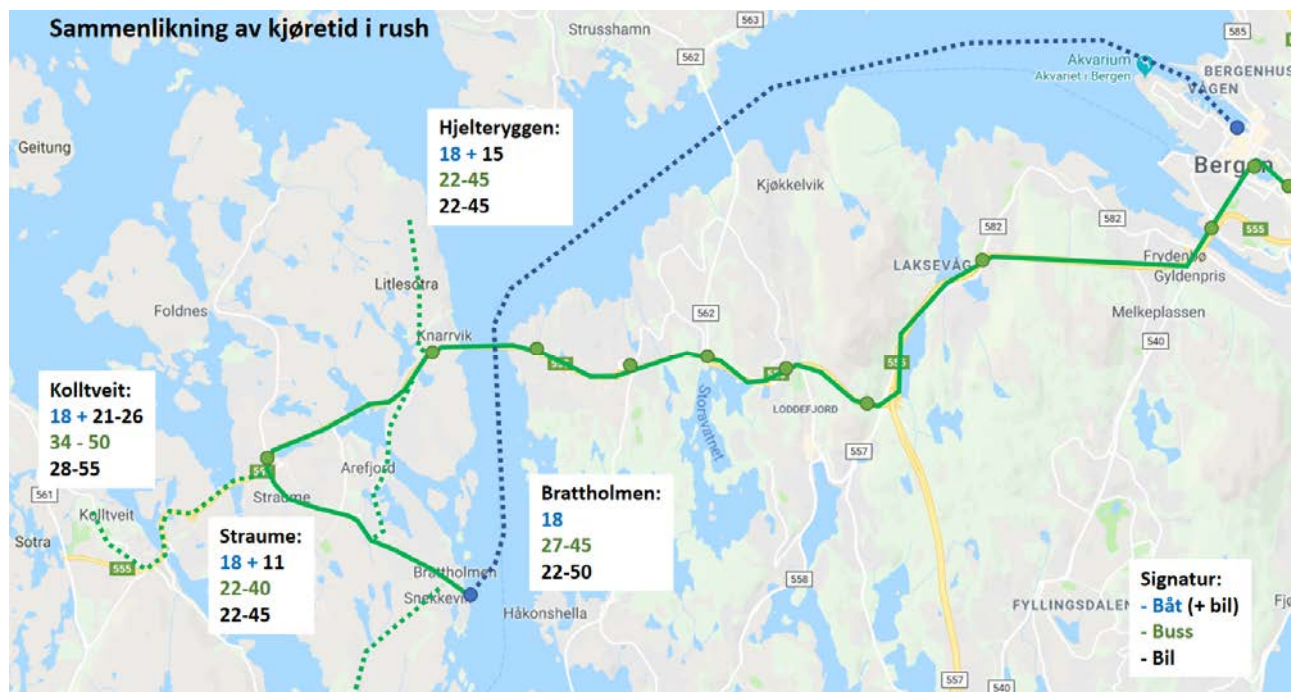 Sammenlikning av kjøretid i rush
Strusshamn
563
562
585
Akvarium
Akvariet i Bergen
BERGENHUS
VÅGEN
Bergen
Geitung
Hjelteryggen:
18 + 15
22-45
22-45
Kjøkkelvik
582
582
LAKSEVÅG
Frydenbø
Gyldenpris
555
Melkeplassen
540
Litlesotra
Foldnes
Knarrvik
562
555
LODDEFJORD
Storavatnet
557
Kolltveit:
18 + 21-26
34 - 50
28-55
Arefjord
Straume
561
Kolltveit
Sotra
555
Straume:
18 + 11
22-40
22-45
Brattholmen
Snekkevik
Håkonshella
Brattholmen:
18
27-45
22-50
558
FYLLINGSDALEN
557
540
Signatur:
- Båt (+ bil)
- Buss
- Bil